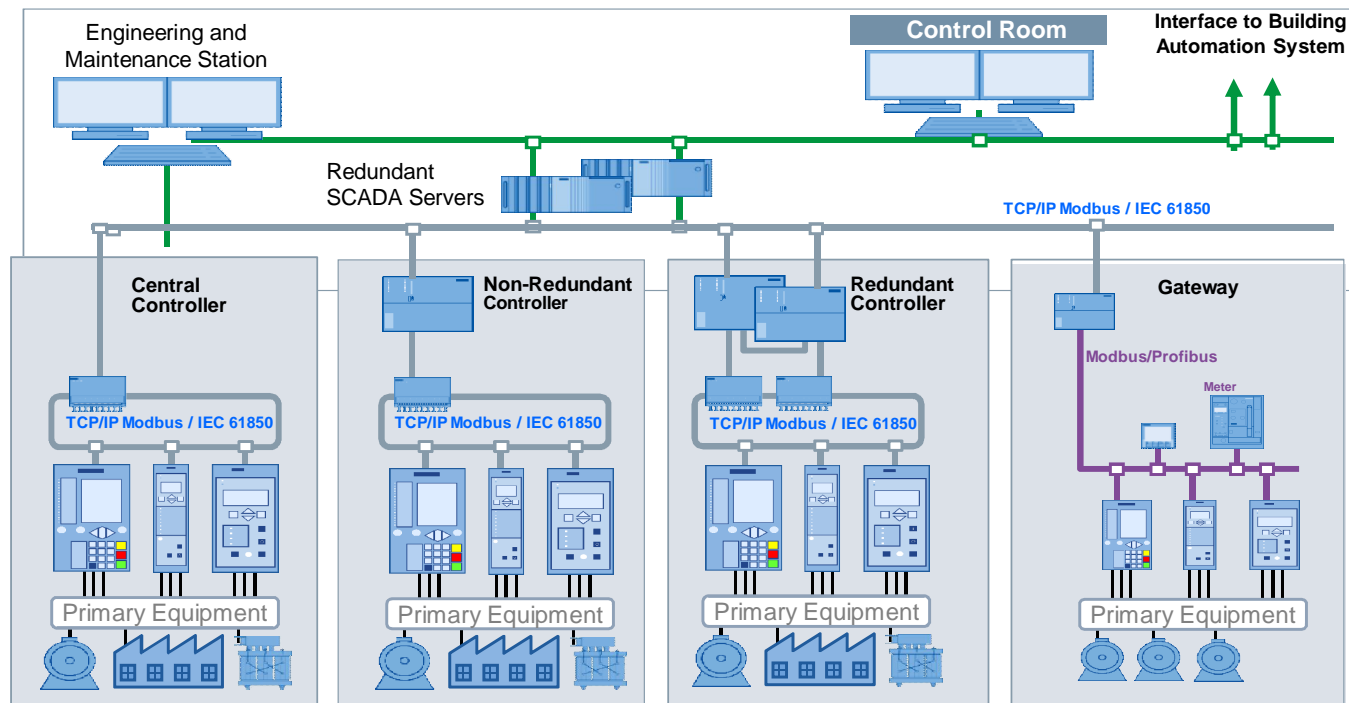 Engineering and
Maintenance Station
Control Room
Interface to Building
Automation System
Redundant
SCADA Servers
TCP/IP Modbus / IEC 61850
Central
Controller
Non-Redundant
Controller
Redundant
Controller
Gateway
Modbus/Profibus
Meter
TCP/IP Modbus / IEC 61850
TCP/IP Modbus / IEC 61850
TCP/IP Modbus / IEC 61850
Primary Equipment
Primary Equipment
Primary Equipment
Primary Equipment